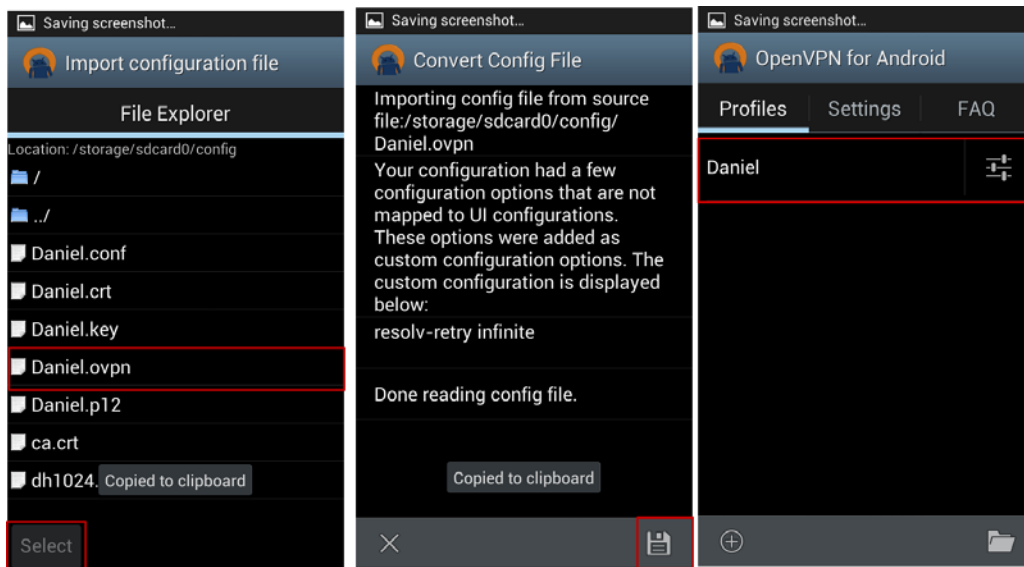 Saving screenshot...
Import configuration file
File Explorer
Location: /storage/sdcard0/config
/
../
Daniel.conf
Daniel.crt
Daniel.key
Daniel.ovpn
Daniel.p12
ca.crt
dh1024.
Copied to clipboard
Select
Saving screenshot...
Convert Config File
Importing config file from source
file:/storage/sdcard0/config/
Daniel.ovpn
Your configuration had a few
configuration options that are not
mapped to UI configurations.
These options were added as
custom configuration options. The
custom configuration is displayed
below:
resolv-retry infinite
Done reading config file.
Copied to clipboard
Saving screenshot...
OpenVPN for Android
Profiles
Settings
FAQ
Daniel